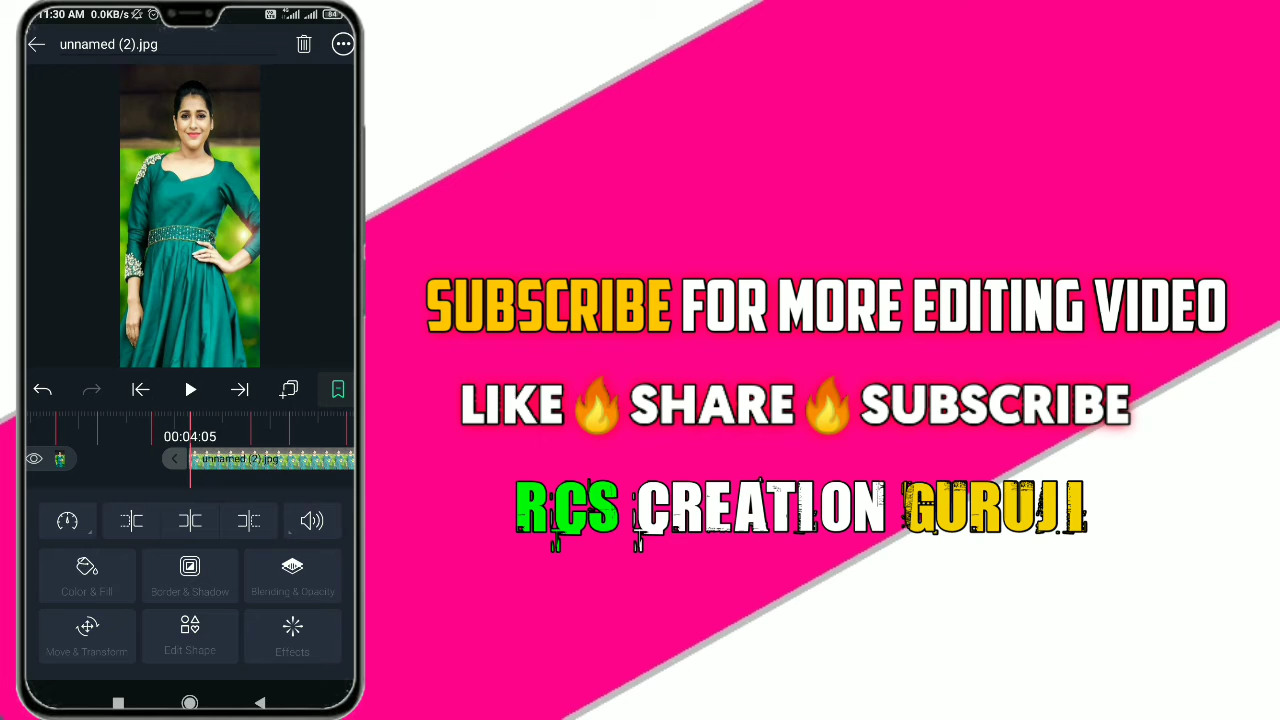 11:30 AM 0.0KB/s 84
unnamed (2).jpg
00:04:05
unnamed (2).jpg
Color & Fill
Border & Shadow
Blending & Opacity
Move & Transform
Edit Shape
Effects
SUBSCRIBE FOR MORE EDITING VIDEO
LIKE🔥SHARE🔥SUBSCRIBE
RCS CREATION GURUJI